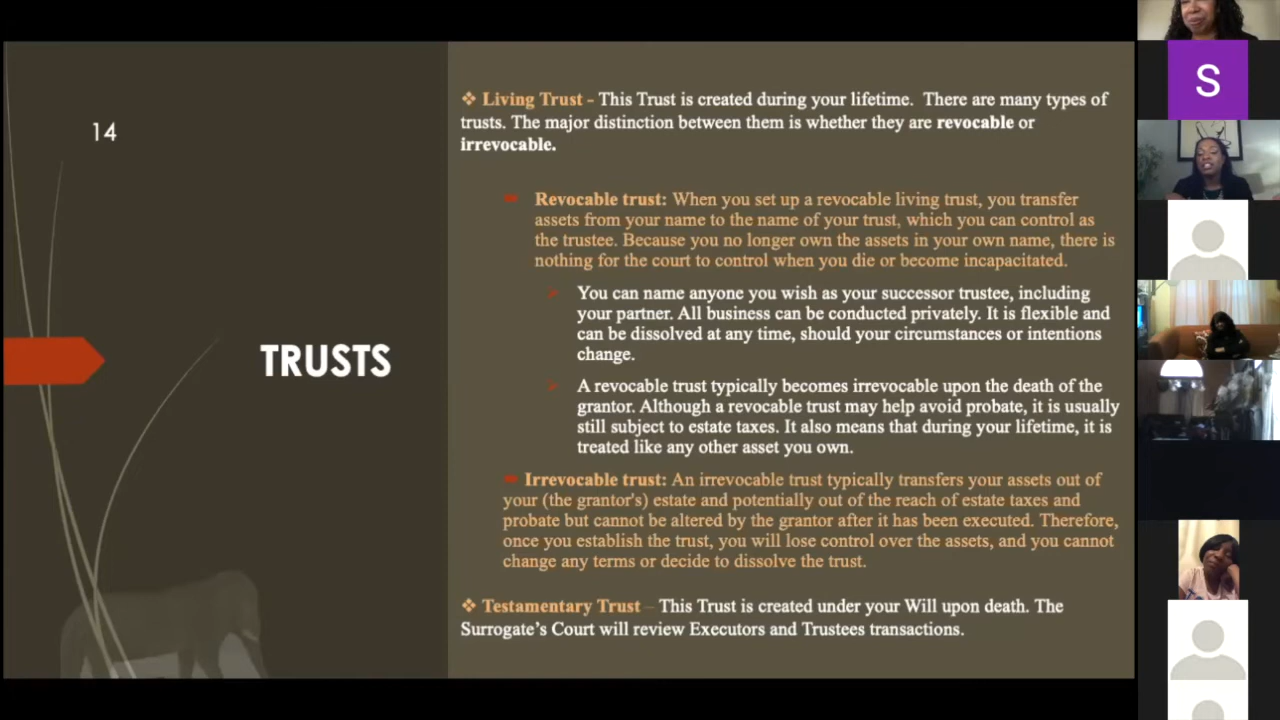 14
TRUSTS
❖ Living Trust - This Trust is created during your lifetime. There are many types of
trusts. The major distinction between them is whether they are revocable or
irrevocable.
Revocable trust: When you set up a revocable living trust, you transfer
assets from your name to the name of your trust, which you can control as
the trustee. Because you no longer own the assets in your own name, there is
nothing for the court to control when you die or become incapacitated.
You can name anyone you wish as your successor trustee, including
your partner. All business can be conducted privately. It is flexible and
can be dissolved at any time, should your circumstances or intentions
change.
A revocable trust typically becomes irrevocable upon the death of the
grantor. Although a revocable trust may help avoid probate, it is usually
still subject to estate taxes. It also means that during your lifetime, it is
treated like any other asset you own.
Irrevocable trust: An irrevocable trust typically transfers your assets out of
your (the grantor's) estate and potentially out of the reach of estate taxes and
probate but cannot be altered by the grantor after it has been executed. Therefore,
once you establish the trust, you will lose control over the assets, and you cannot
change any terms or decide to dissolve the trust.
❖ Testamentary Trust – This Trust is created under your Will upon death. The
Surrogate's Court will review Executors and Trustees transactions.
S